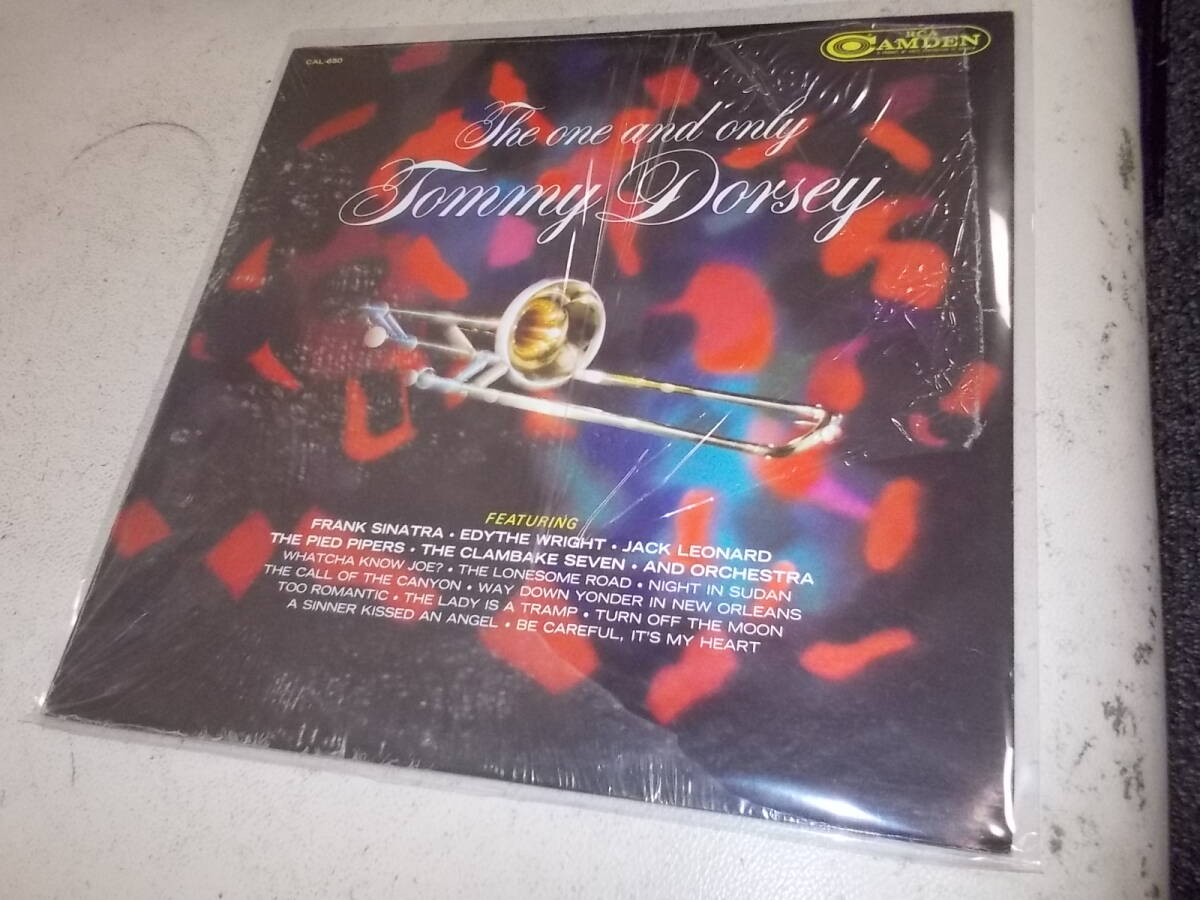 CAL-650
RCA
CAMDEN
The one and only
Tommy Dorsey
FEATURING
FRANK SINATRA • EDYTHE WRIGHT • JACK LEONARD
THE PIED PIPERS • THE CLAMBAKE SEVEN • AND ORCHESTRA
WHATCHA KNOW JOE? • THE LONESOME ROAD • NIGHT IN SUDAN
THE CALL OF THE CANYON • WAY DOWN YONDER IN NEW ORLEANS
TOO ROMANTIC • THE LADY IS A TRAMP • TURN OFF THE MOON
A SINNER KISSED AN ANGEL • BE CAREFUL, IT'S MY HEART